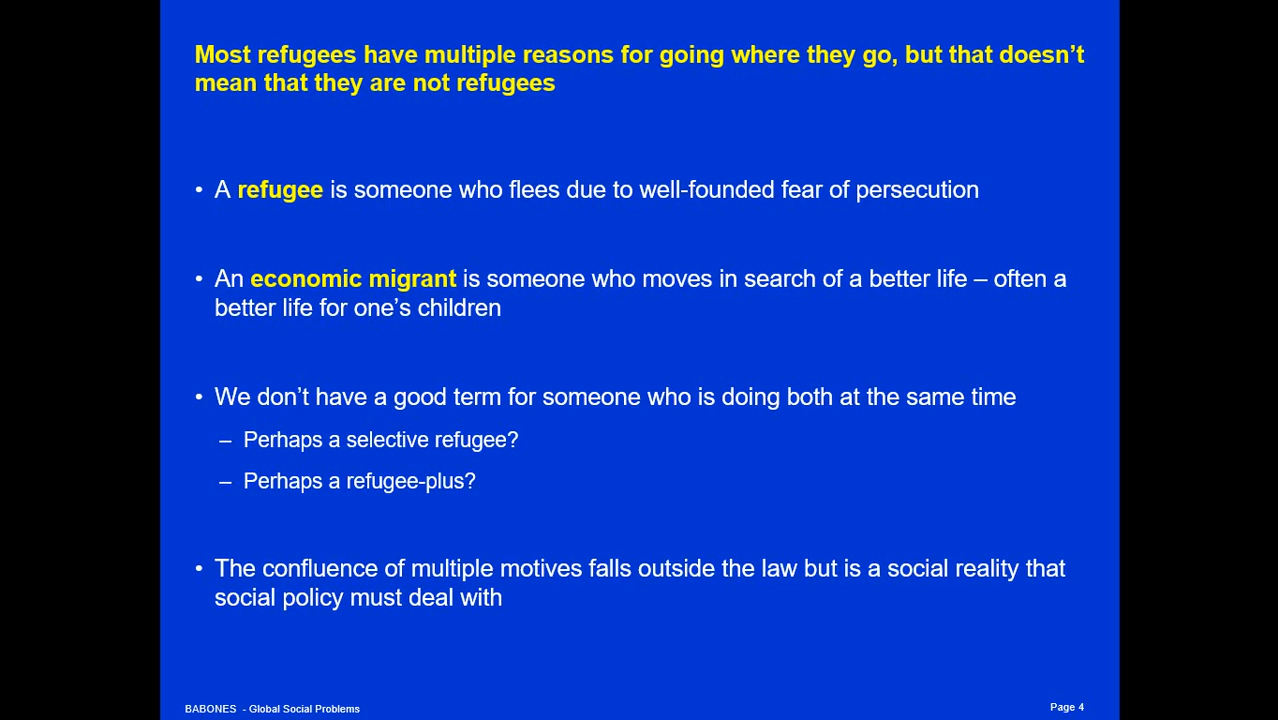 Most refugees have multiple reasons for going where they go, but that doesn’t
mean that they are not refugees
• A refugee is someone who flees due to well-founded fear of persecution
• An economic migrant is someone who moves in search of a better life – often a
better life for one’s children
• We don’t have a good term for someone who is doing both at the same time
– Perhaps a selective refugee?
– Perhaps a refugee-plus?
• The confluence of multiple motives falls outside the law but is a social reality that
social policy must deal with
BABONES - Global Social Problems
Page 4